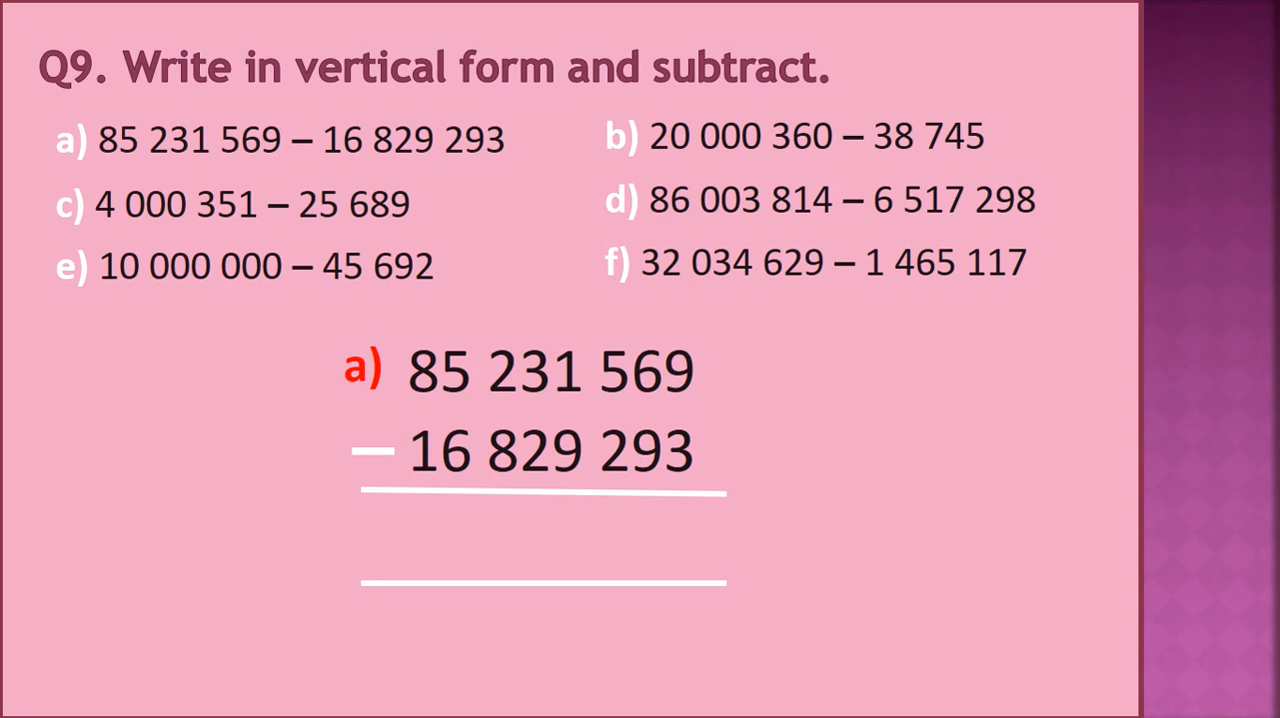 Q9. Write in vertical form and subtract.
a) 85 231 569 – 16 829 293
b) 20 000 360 – 38 745
c) 4 000 351 – 25 689
d) 86 003 814 – 6 517 298
e) 10 000 000 – 45 692
f) 32 034 629 – 1 465 117
a) 85 231 569
– 16 829 293